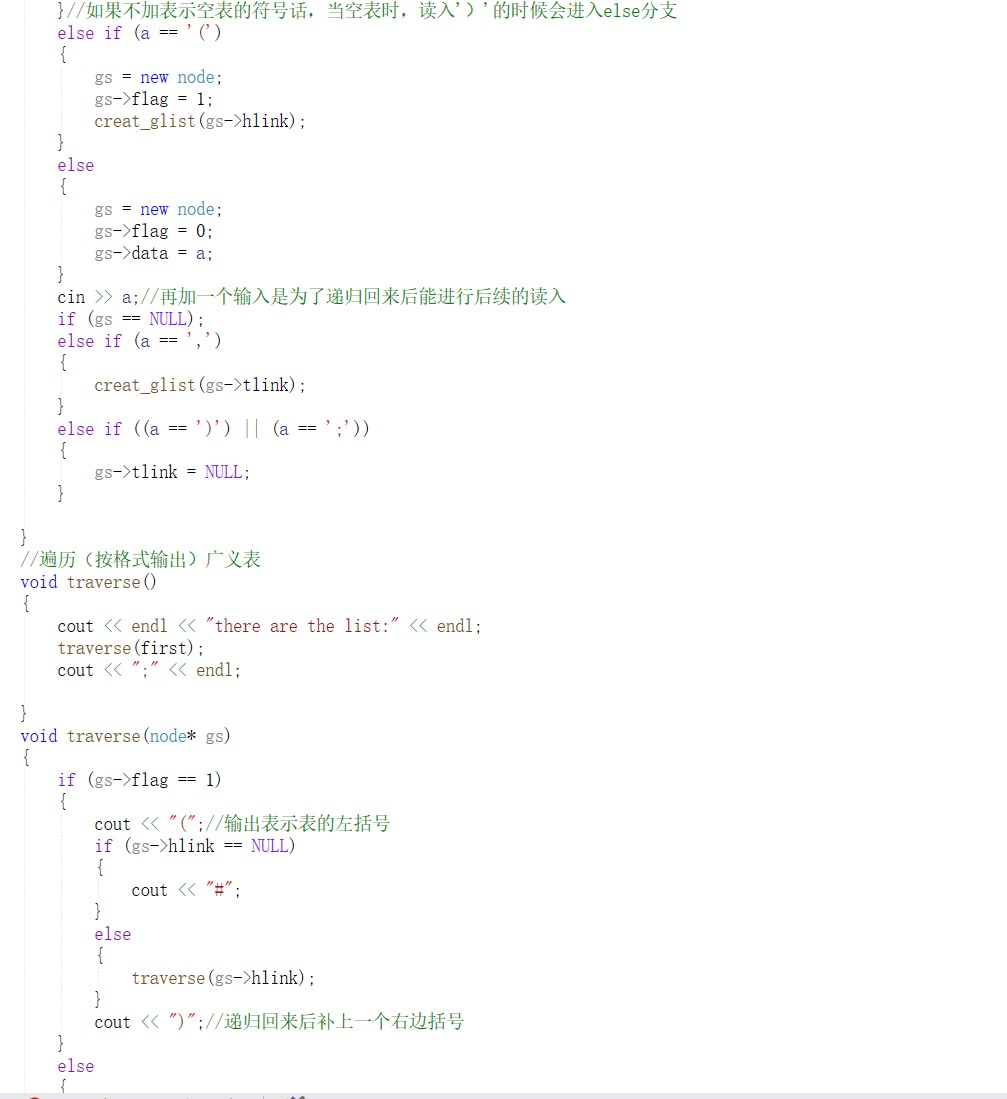 }//如果不加表示空表的符号话，当空表时，读入'）'的时候会进入else分支
else if (a == '(')
{
gs = new node;
gs->flag = 1;
creat_glist(gs->hlink);
}
else
{
gs = new node;
gs->flag = 0;
gs->data = a;
}
cin >> a;//再加一个输入是为了递归回来后能进行后续的读入
if (gs == NULL);
else if (a == ',')
{
creat_glist(gs->tlink);
}
else if ((a == ')') || (a == ';'))
{
gs->tlink = NULL;
}
}
//遍历（按格式输出）广义表
void traverse()
{
cout << endl << "there are the list:" << endl;
traverse(first);
cout << ";" << endl;
}
void traverse(node* gs)
{
if (gs->flag == 1)
{
cout << "(";//输出表示表的左括号
if (gs->hlink == NULL)
{
cout << "#";
}
else
{
traverse(gs->hlink);
}
cout << ")";//递归回来后补上一个右边括号
}
else
{